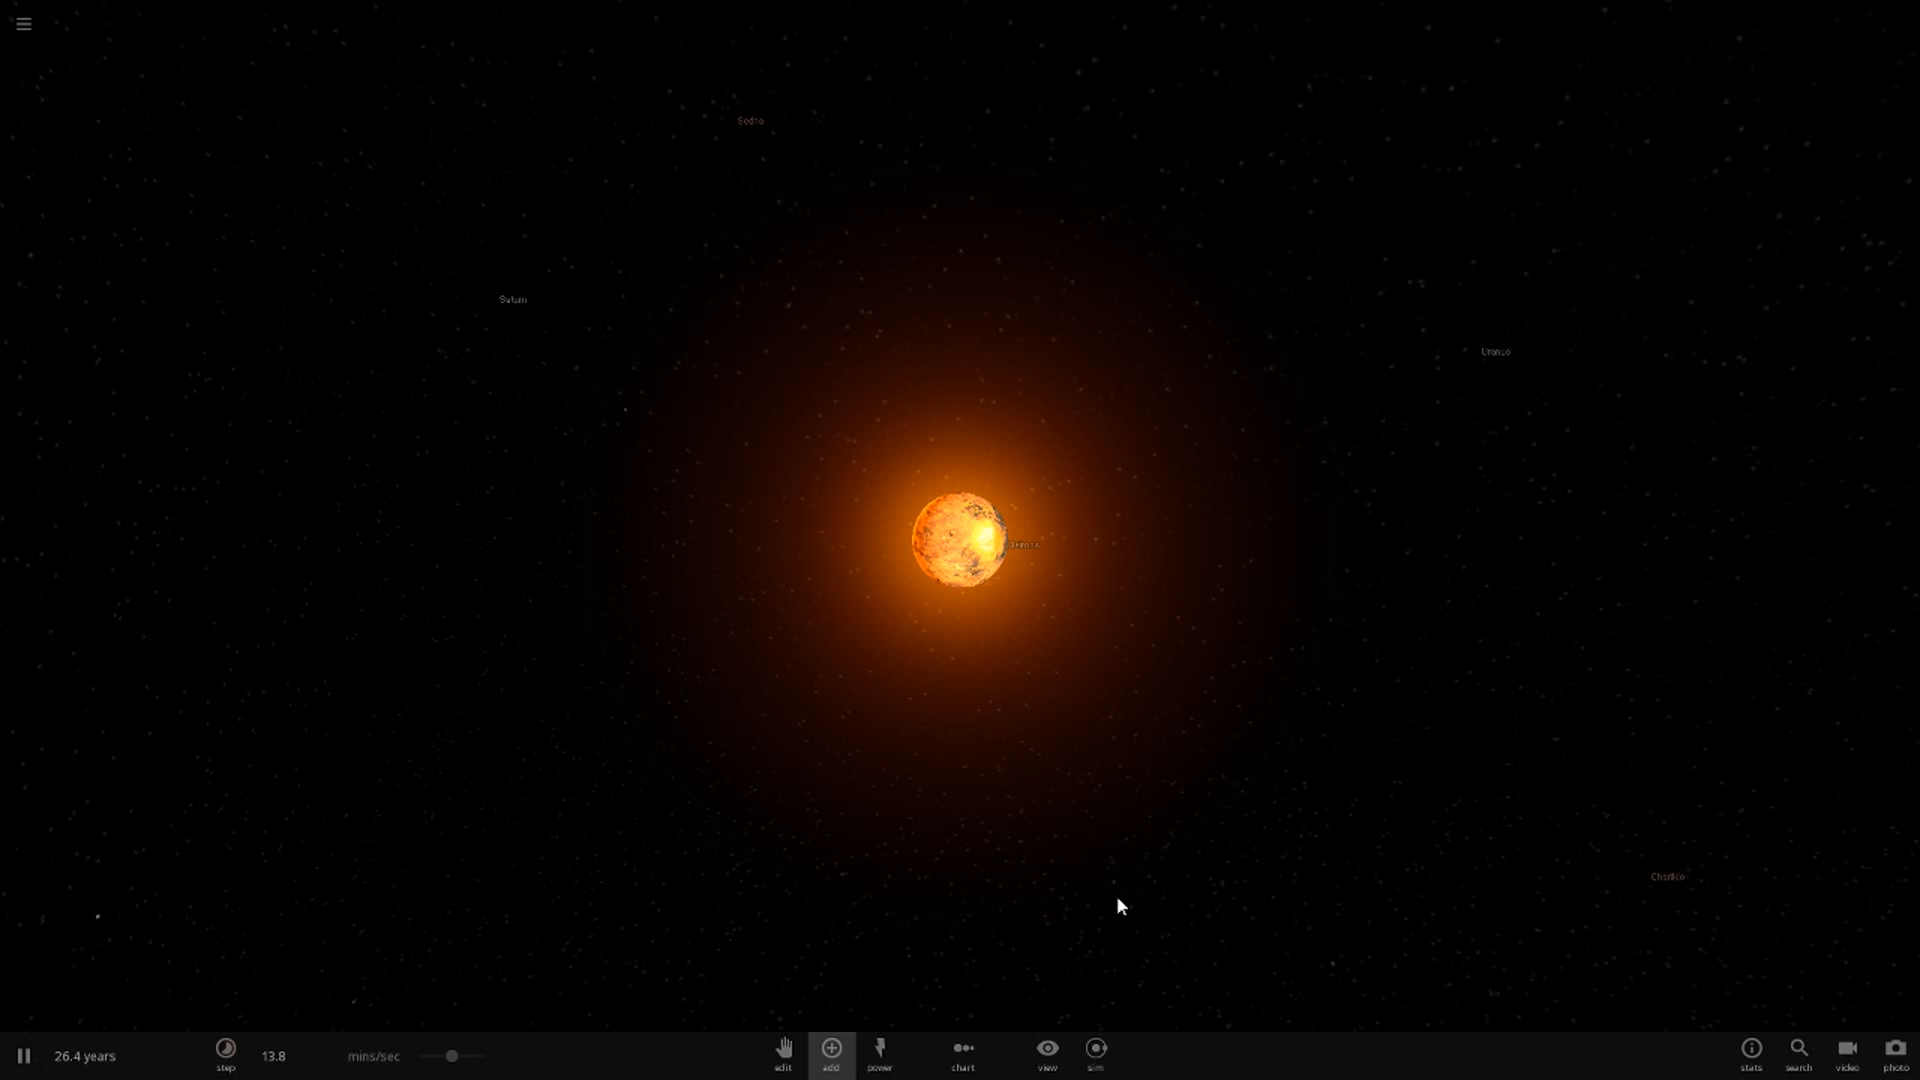 Sedna
Saturn
Uranus
Chariklo
26.4 years
step
13.8
mins/sec
edit
add
power
chart
view
sim
stats
search
video
photo